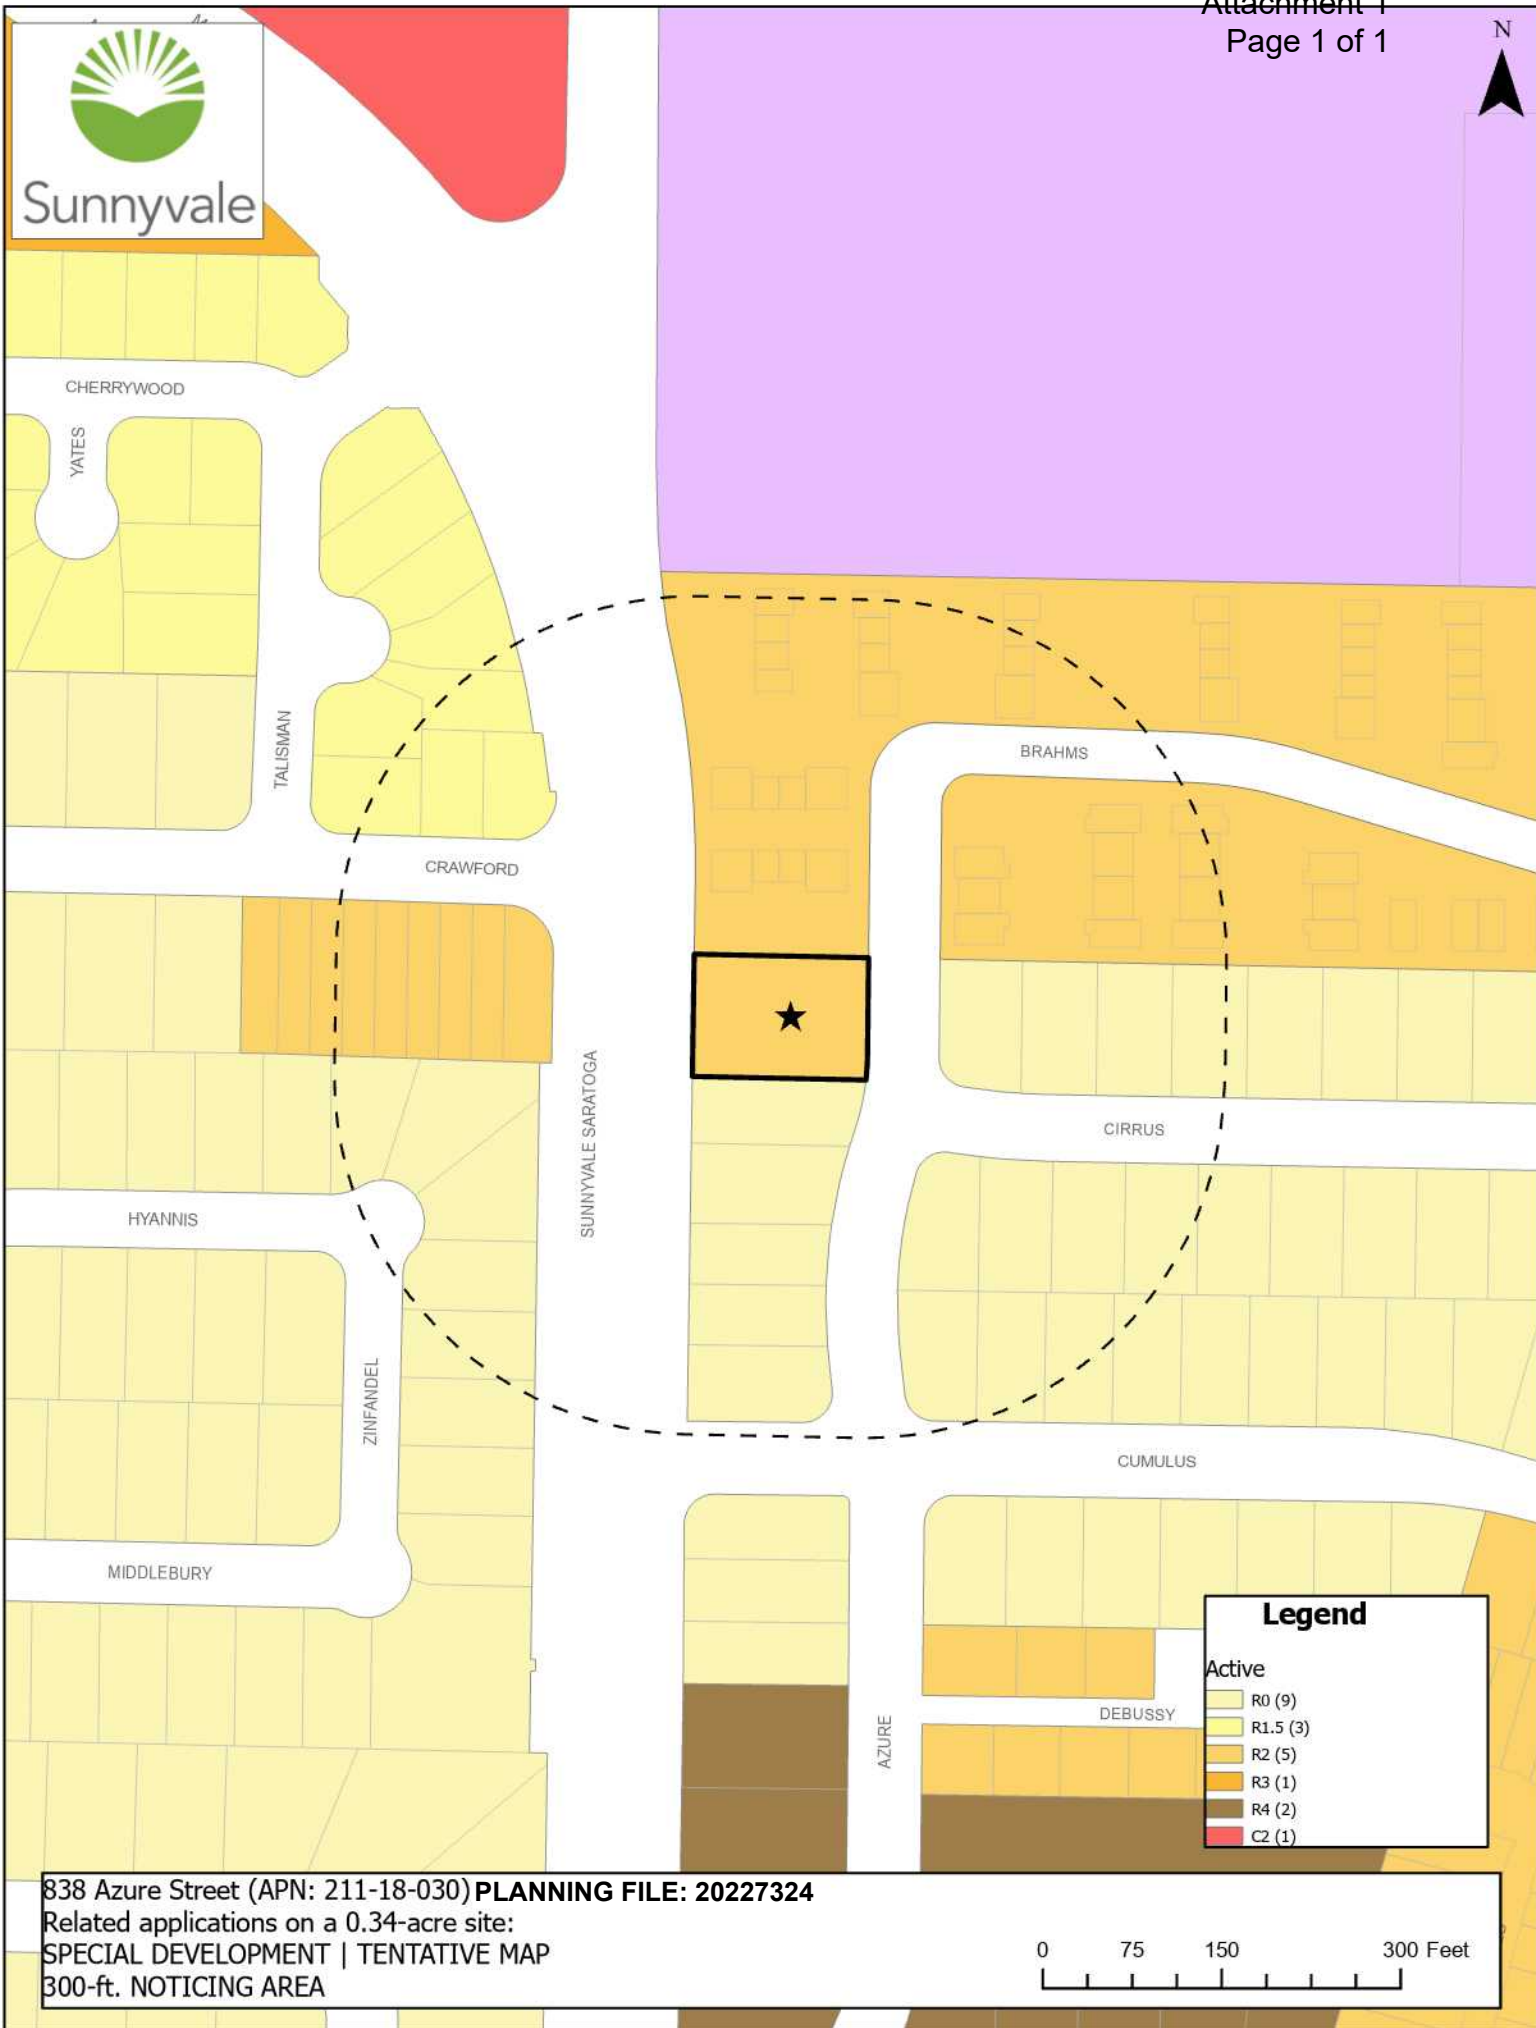 Attachment 1
Page 1 of 1
N
Sunnyvale
CHERRYWOOD
YATES
TALISMAN
BRAHMS
CRAWFORD
SUNNYVALE SARATOGA
CIRRUS
HYANNIS
ZINFANDEL
CUMULUS
MIDDLEBURY
AZURE
DEBUSSY
Legend
Active
R0 (9)
R1.5 (3)
R2 (5)
R3 (1)
R4 (2)
C2 (1)
838 Azure Street (APN: 211-18-030) PLANNING FILE: 20227324
Related applications on a 0.34-acre site:
SPECIAL DEVELOPMENT | TENTATIVE MAP
300-ft. NOTICING AREA
0 75 150 300 Feet